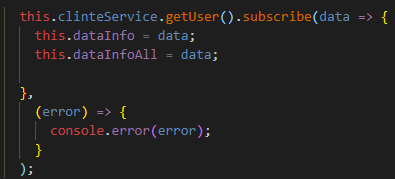 this.clinteService.getUser().subscribe(data => {
this.dataInfo = data;
this.dataInfoAll = data;
},
(error) => {
console.error(error);
}
);